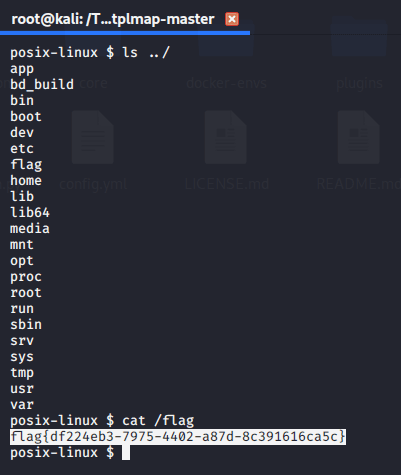 root@kali: /T...tplmap-master
posix-linux $ ls ../
app
bd_build
bin
boot
dev
etc
flag
home
lib
lib64
media
mnt
opt
proc
root
run
sbin
srv
sys
tmp
usr
var
posix-linux $ cat /flag
flag{df224eb3-7975-4402-a87d-8c391616ca5c}
posix-linux $
core
docker-envs
plugins
config.yml
LICENSE.md
README.md